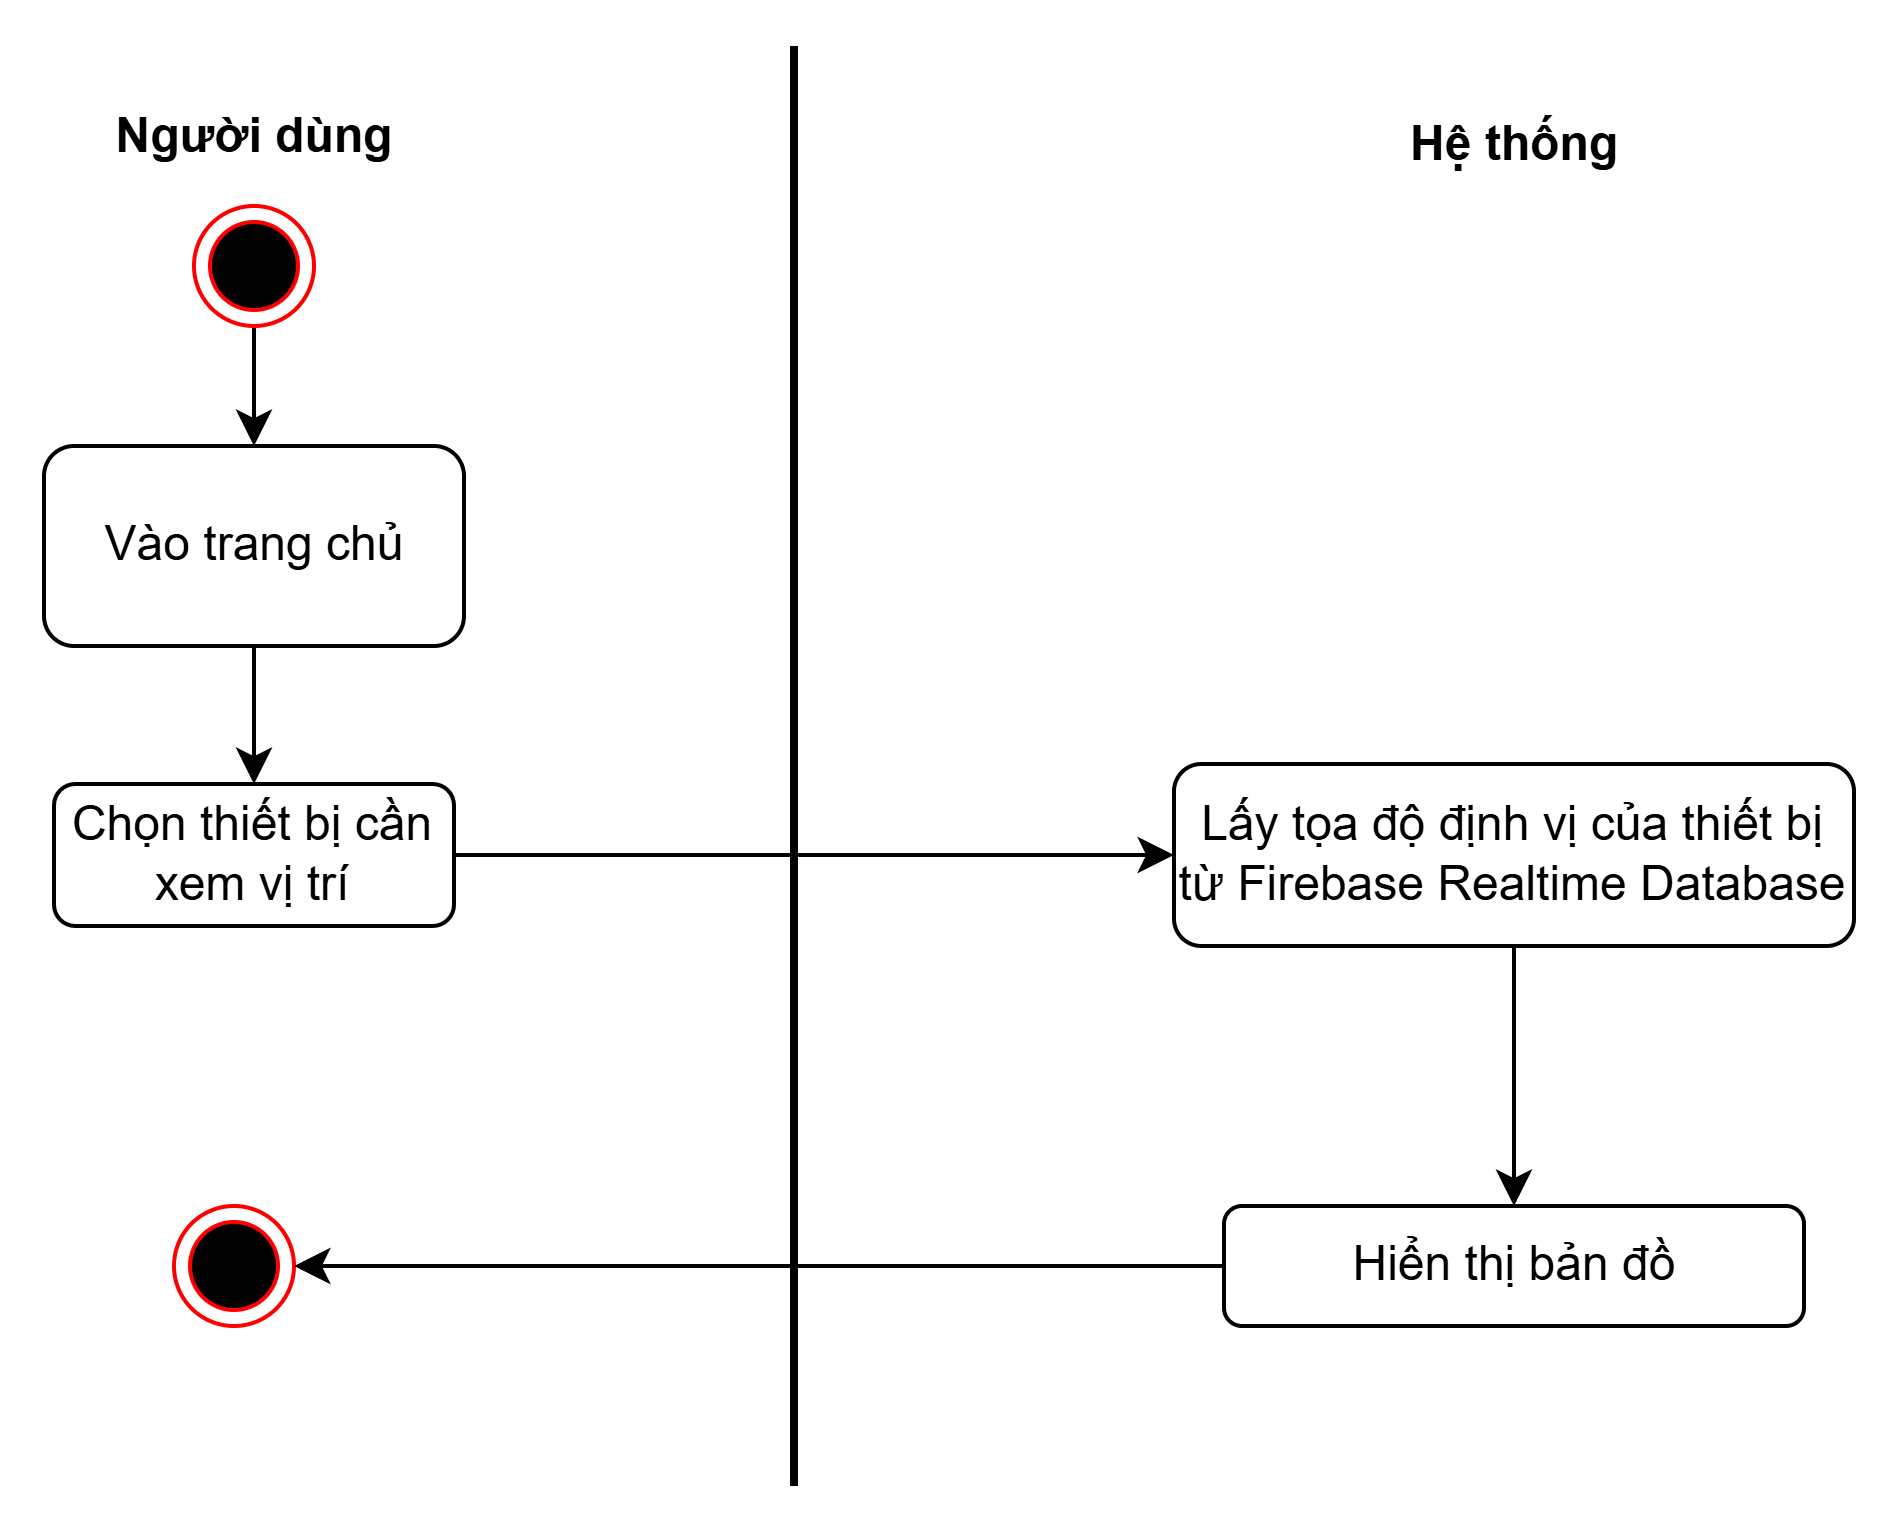 Người dùng
Hệ thống
Vào trang chủ
Chọn thiết bị cần
xem vị trí
Lấy tọa độ định vị của thiết bị
từ Firebase Realtime Database
Hiển thị bản đồ